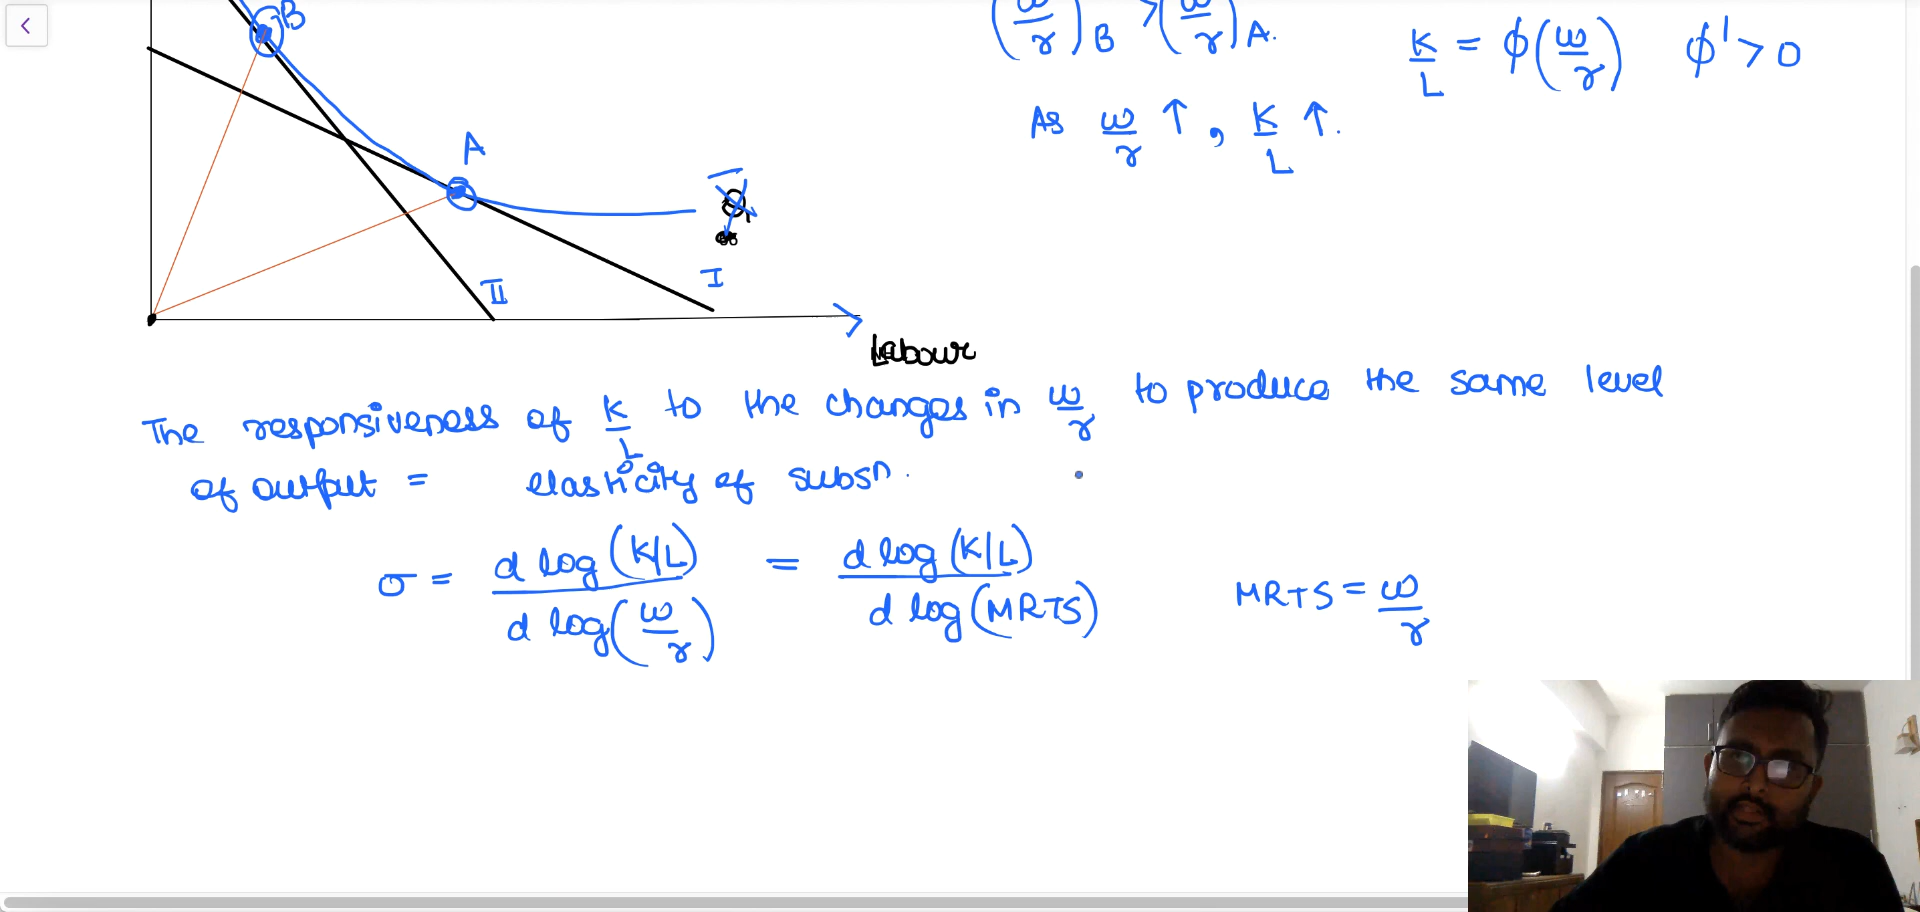 B
(ω/r)B > (ω/r)A.
K/L = ϕ(ω/r) ϕ' > 0
As ω/r ↑, K/L ↑.
A
I
II
Labour
The responsiveness of K/L to the changes in ω/r to produce the same level
of output = elasticity of subsn.
σ = d log(K/L) / d log(ω/r) = d log(K/L) / d log(MRTS)
MRTS = ω/r